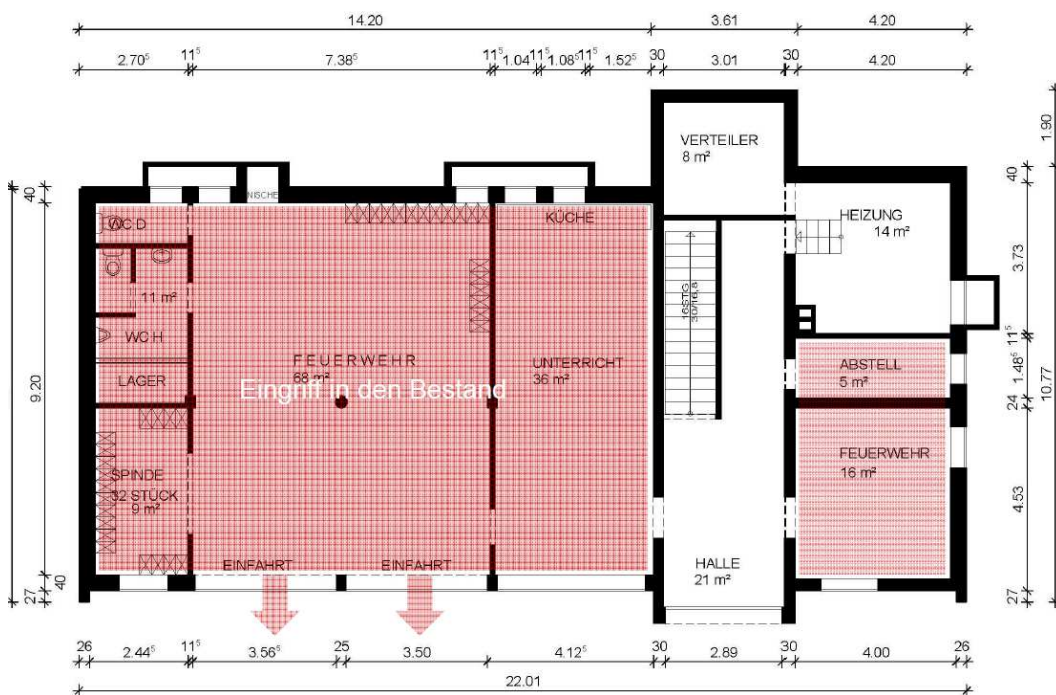 14.20 3.61 4.20
2.70⁵ 11⁵ 7.38⁵ 11⁵ 1.04 11⁵ 1.08⁵ 11⁵ 1.52⁵ 30 3.01 30 4.20
1.90
VERTEILER
8 m²
40
NISCHE
40
WC D
KÜCHE
HEIZUNG
14 m²
3.73
11 m²
16STG.
30/16,8
WC H
FEUERWEHR
68 m²
UNTERRICHT
36 m²
ABSTELL
5 m²
11⁵
1.48⁵
10.77
LAGER
Eingriff in den Bestand
9.20
24
FEUERWEHR
16 m²
SPINDE
32 STÜCK
9 m²
4.53
EINFAHRT EINFAHRT
HALLE
21 m²
40
27
27
26 2.44⁵ 11⁵ 3.56⁵ 25 3.50 4.12⁵ 30 2.89 30 4.00 26
22.01